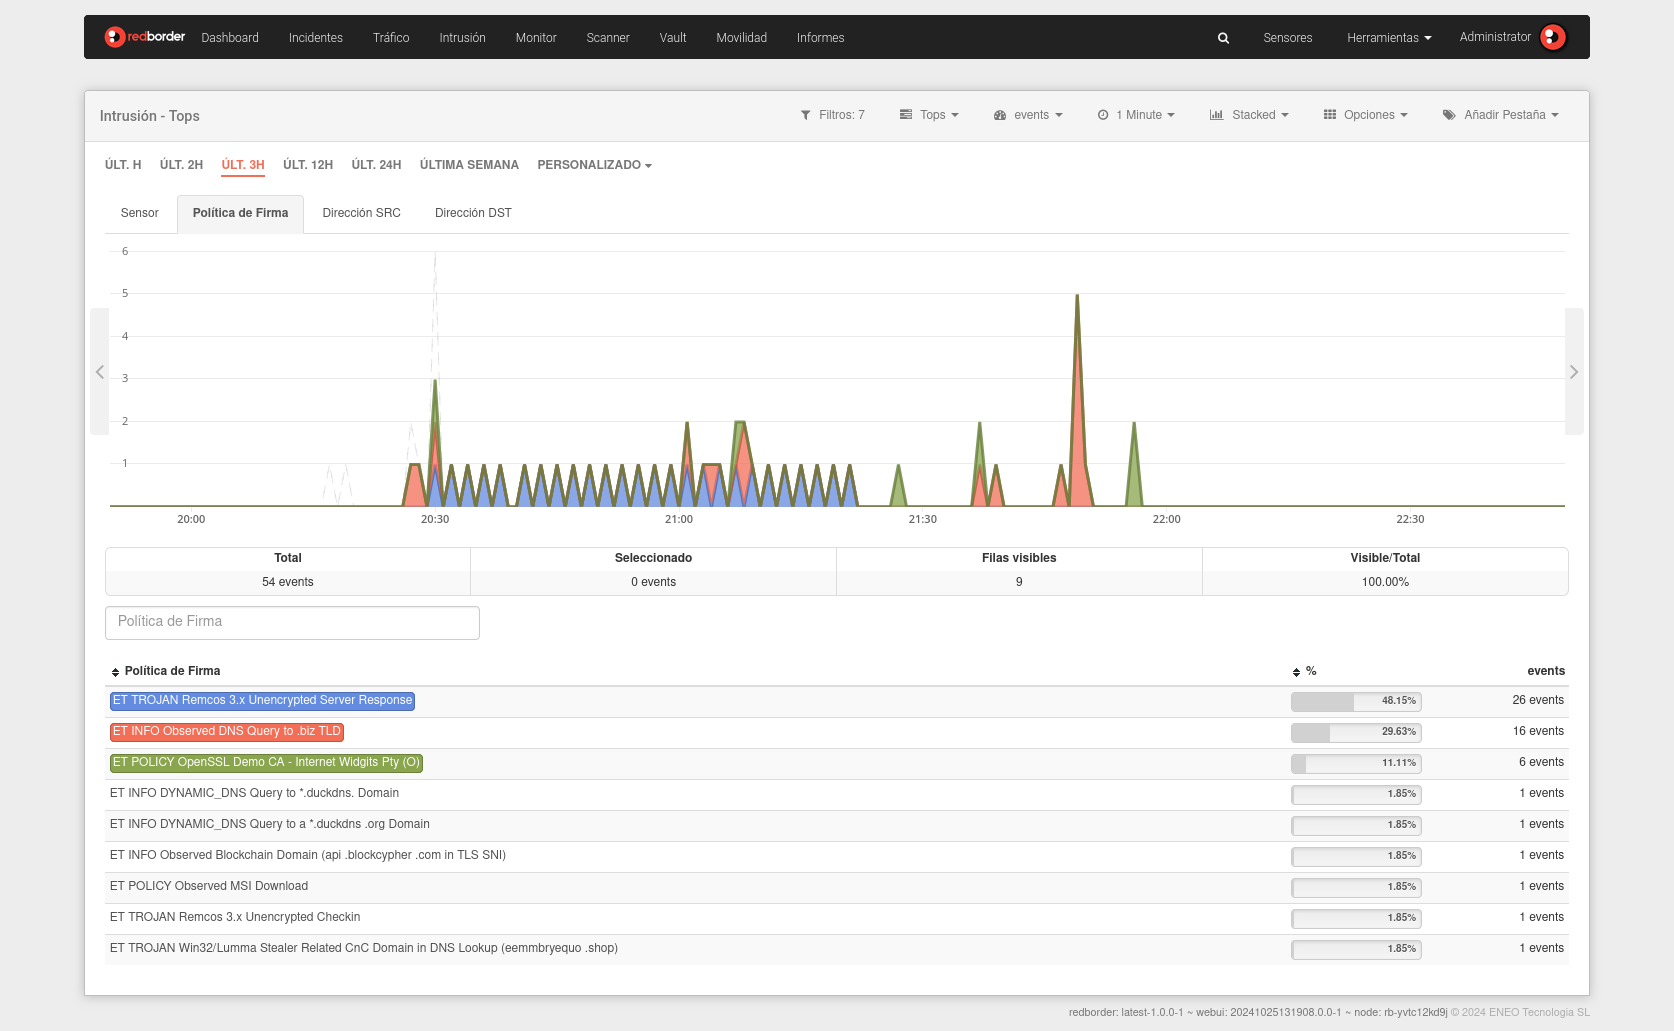 redborder Dashboard Incidentes Tráfico Intrusión Monitor Scanner Vault Movilidad Informes Sensores Herramientas Administrator
Intrusión - Tops Filtros: 7 Tops events 1 Minute Stacked Opciones Añadir Pestaña
ÚLT. H ÚLT. 2H ÚLT. 3H ÚLT. 12H ÚLT. 24H ÚLTIMA SEMANA PERSONALIZADO
Sensor Política de Firma Dirección SRC Dirección DST
6
5
4
3
2
1
20:00 20:30 21:00 21:30 22:00 22:30
Total Seleccionado Filas visibles Visible/Total
54 events 0 events 9 100.00%
Política de Firma
Política de Firma % events
ET TROJAN Remcos 3.x Unencrypted Server Response 48.15% 26 events
ET INFO Observed DNS Query to .biz TLD 29.63% 16 events
ET POLICY OpenSSL Demo CA - Internet Widgits Pty (O) 11.11% 6 events
ET INFO DYNAMIC_DNS Query to *.duckdns. Domain 1.85% 1 events
ET INFO DYNAMIC_DNS Query to a *.duckdns .org Domain 1.85% 1 events
ET INFO Observed Blockchain Domain (api .blockcypher .com in TLS SNI) 1.85% 1 events
ET POLICY Observed MSI Download 1.85% 1 events
ET TROJAN Remcos 3.x Unencrypted Checkin 1.85% 1 events
ET TROJAN Win32/Lumma Stealer Related CnC Domain in DNS Lookup (eemmbryequo .shop) 1.85% 1 events
redborder: latest-1.0.0-1 ~ webui: 20241025131908.0.0-1 ~ node: rb-yvtc12kd9j © 2024 ENEO Tecnologia SL